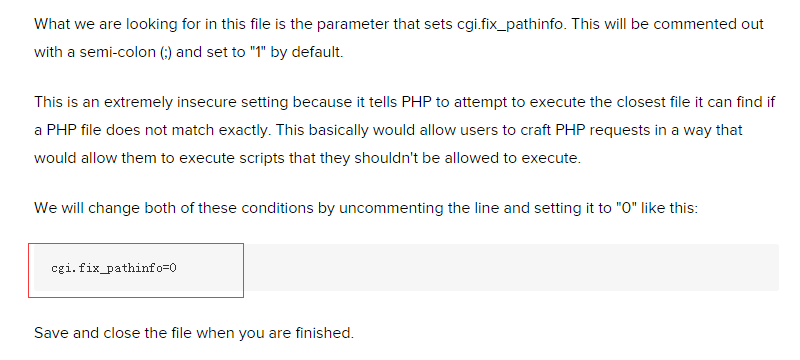 What we are looking for in this file is the parameter that sets cgi.fix_pathinfo. This will be commented out
with a semi-colon (;) and set to "1" by default.
This is an extremely insecure setting because it tells PHP to attempt to execute the closest file it can find if
a PHP file does not match exactly. This basically would allow users to craft PHP requests in a way that
would allow them to execute scripts that they shouldn't be allowed to execute.
We will change both of these conditions by uncommenting the line and setting it to "0" like this:
cgi.fix_pathinfo=0
Save and close the file when you are finished.